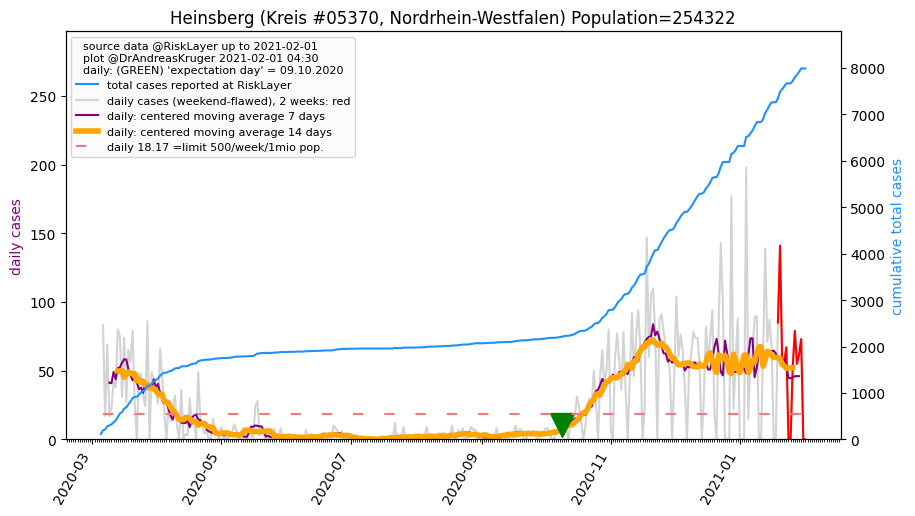 Heinsberg (Kreis #05370, Nordrhein-Westfalen) Population=254322
source data @RiskLayer up to 2021-02-01
plot @DrAndreasKruger 2021-02-01 04:30
daily: (GREEN) 'expectation day' = 09.10.2020
total cases reported at RiskLayer
daily cases (weekend-flawed), 2 weeks: red
daily: centered moving average 7 days
daily: centered moving average 14 days
daily 18.17 =limit 500/week/1mio pop.
daily cases
250
200
150
100
50
0
8000
7000
6000
5000
4000
3000
2000
1000
0
cumulative total cases
2020-03
2020-05
2020-07
2020-09
2020-11
2021-01